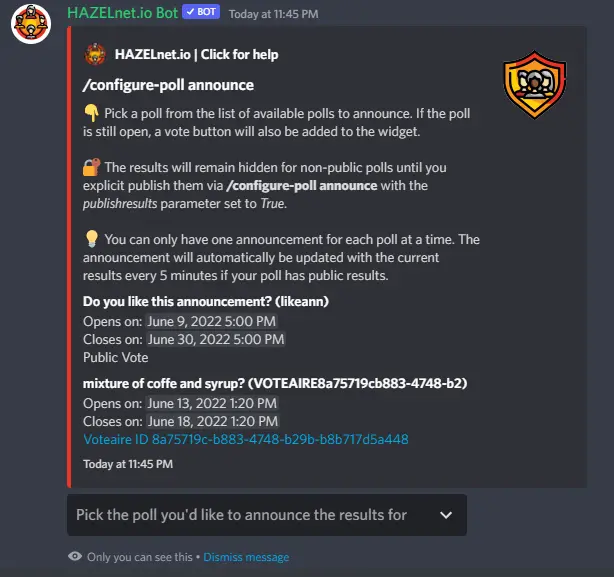 HAZELnet.io Bot ✓ BOT Today at 11:45 PM
HAZELnet.io | Click for help
/configure-poll announce
👇 Pick a poll from the list of available polls to announce. If the poll
is still open, a vote button will also be added to the widget.
🔐 The results will remain hidden for non-public polls until you
explicit publish them via /configure-poll announce with the
publishresults parameter set to True.
💡 You can only have one announcement for each poll at a time. The
announcement will automatically be updated with the current
results every 5 minutes if your poll has public results.
Do you like this announcement? (likeann)
Opens on: June 9, 2022 5:00 PM
Closes on: June 30, 2022 5:00 PM
Public Vote
mixture of coffe and syrup? (VOTEAIRE8a75719cb883-4748-b2)
Opens on: June 13, 2022 1:20 PM
Closes on: June 18, 2022 1:20 PM
Voteaire ID 8a75719c-b883-4748-b29b-b8b717d5a448
Today at 11:45 PM
Pick the poll you'd like to announce the results for
Only you can see this • Dismiss message